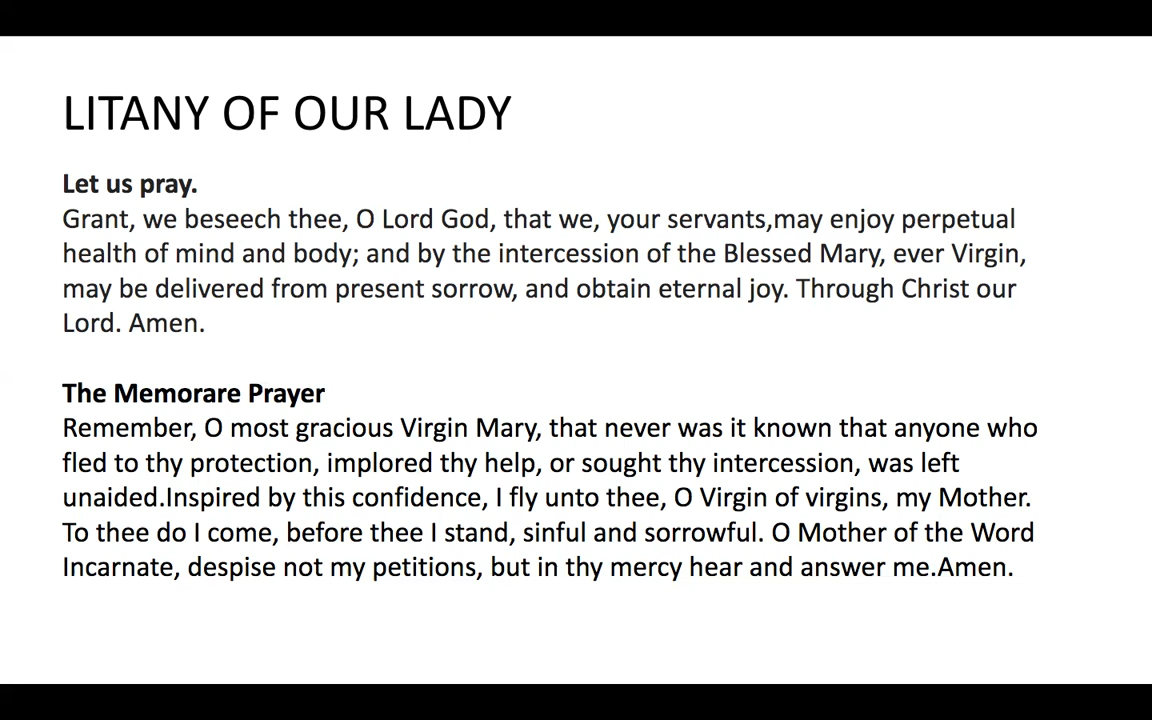 LITANY OF OUR LADY
Let us pray.
Grant, we beseech thee, O Lord God, that we, your servants,may enjoy perpetual
health of mind and body; and by the intercession of the Blessed Mary, ever Virgin,
may be delivered from present sorrow, and obtain eternal joy. Through Christ our
Lord. Amen.
The Memorare Prayer
Remember, O most gracious Virgin Mary, that never was it known that anyone who
fled to thy protection, implored thy help, or sought thy intercession, was left
unaided.Inspired by this confidence, I fly unto thee, O Virgin of virgins, my Mother.
To thee do I come, before thee I stand, sinful and sorrowful. O Mother of the Word
Incarnate, despise not my petitions, but in thy mercy hear and answer me.Amen.